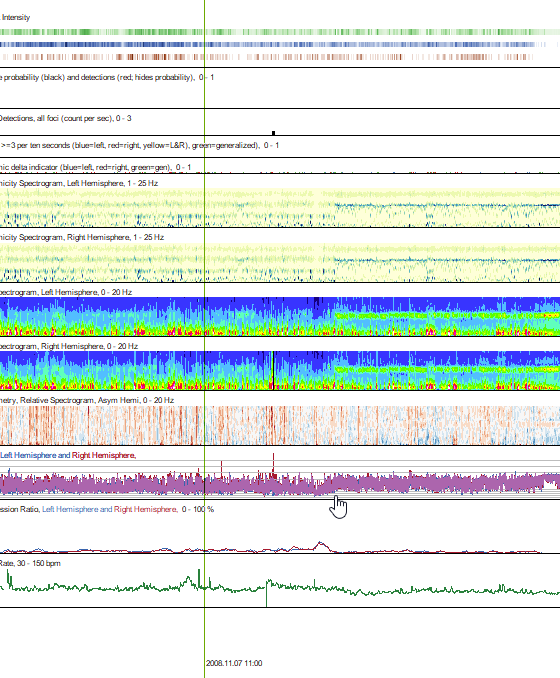 Intensity
e probability (black) and detections (red; hides probability), 0 - 1
Detections, all foci (count per sec), 0 - 3
>=3 per ten seconds (blue=left, red=right, yellow=L&R), green=generalized), 0 - 1
mic delta indicator (blue=left, red=right, green=gen), 0 - 1
nicity Spectrogram, Left Hemisphere, 1 - 25 Hz
nicity Spectrogram, Right Hemisphere, 1 - 25 Hz
pectrogram, Left Hemisphere, 0 - 20 Hz
pectrogram, Right Hemisphere, 0 - 20 Hz
metry, Relative Spectrogram, Asym Hemi, 0 - 20 Hz
Left Hemisphere and Right Hemisphere,
ession Ratio, Left Hemisphere and Right Hemisphere, 0 - 100 %
Rate, 30 - 150 bpm
2008.11.07 11:00